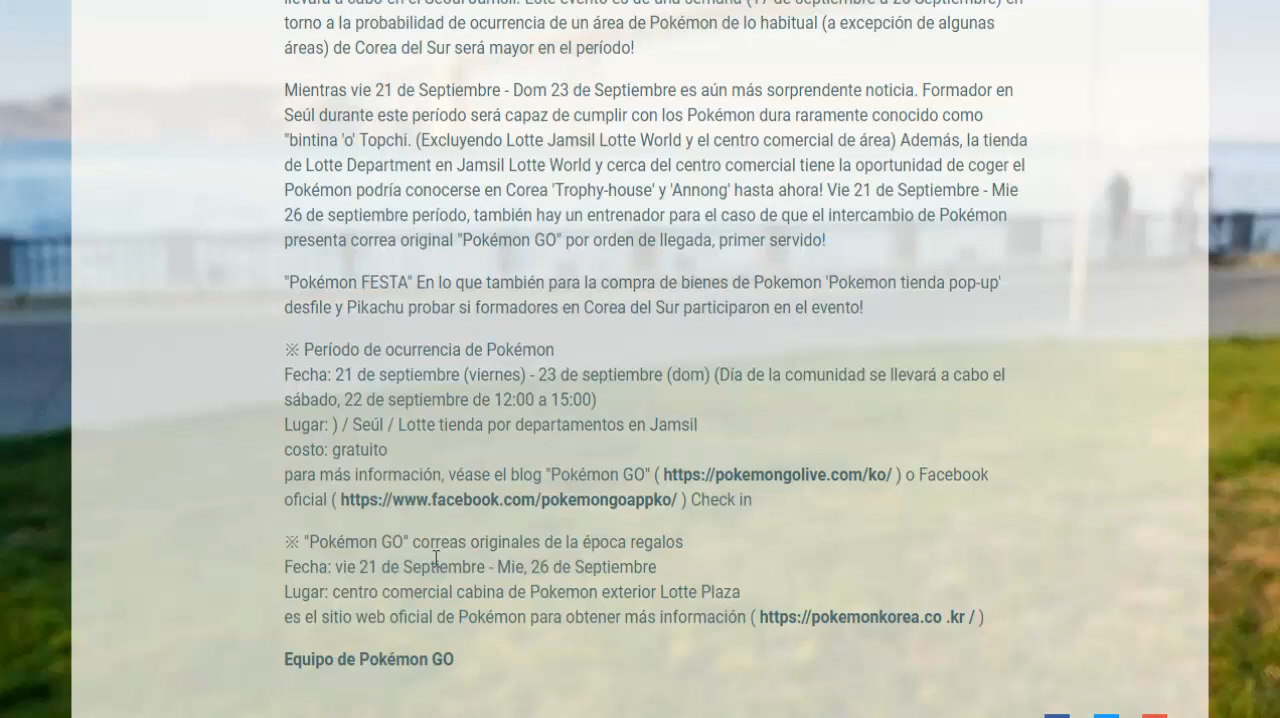 torno a la probabilidad de ocurrencia de un área de Pokémon de lo habitual (a excepción de algunas
áreas) de Corea del Sur será mayor en el período!
Mientras vie 21 de Septiembre - Dom 23 de Septiembre es aún más sorprendente noticia. Formador en
Seúl durante este período será capaz de cumplir con los Pokémon dura raramente conocido como
"bintina 'o' Topchi. (Excluyendo Lotte Jamsil Lotte World y el centro comercial de área) Además, la tienda
de Lotte Department en Jamsil Lotte World y cerca del centro comercial tiene la oportunidad de coger el
Pokémon podría conocerse en Corea 'Trophy-house' y 'Annong' hasta ahora! Vie 21 de Septiembre - Mie
26 de septiembre período, también hay un entrenador para el caso de que el intercambio de Pokémon
presenta correa original "Pokémon GO" por orden de llegada, primer servido!
"Pokémon FESTA" En lo que también para la compra de bienes de Pokemon 'Pokemon tienda pop-up'
desfile y Pikachu probar si formadores en Corea del Sur participaron en el evento!
※ Período de ocurrencia de Pokémon
Fecha: 21 de septiembre (viernes) - 23 de septiembre (dom) (Día de la comunidad se llevará a cabo el
sábado, 22 de septiembre de 12:00 a 15:00)
Lugar: ) / Seúl / Lotte tienda por departamentos en Jamsil
costo: gratuito
para más información, véase el blog "Pokémon GO" ( https://pokemongolive.com/ko/ ) o Facebook
oficial ( https://www.facebook.com/pokemongoappko/ ) Check in
※ "Pokémon GO" correas originales de la época regalos
Fecha: vie 21 de Septiembre - Mie, 26 de Septiembre
Lugar: centro comercial cabina de Pokemon exterior Lotte Plaza
es el sitio web oficial de Pokémon para obtener más información ( https://pokemonkorea.co .kr / )
Equipo de Pokémon GO